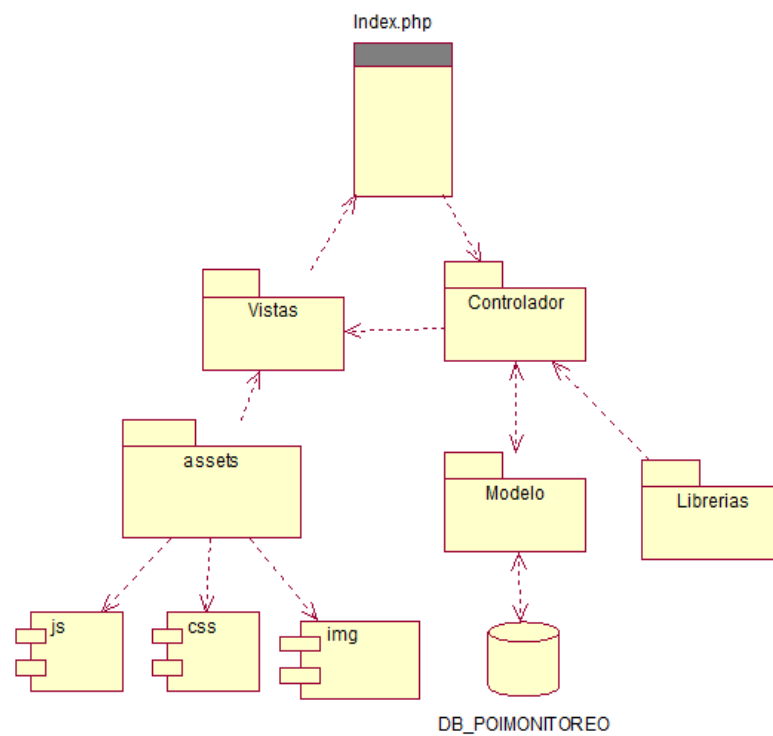 Index.php
Vistas
Controlador
assets
Modelo
Librerias
js
css
img
DB_POIMONITOREO